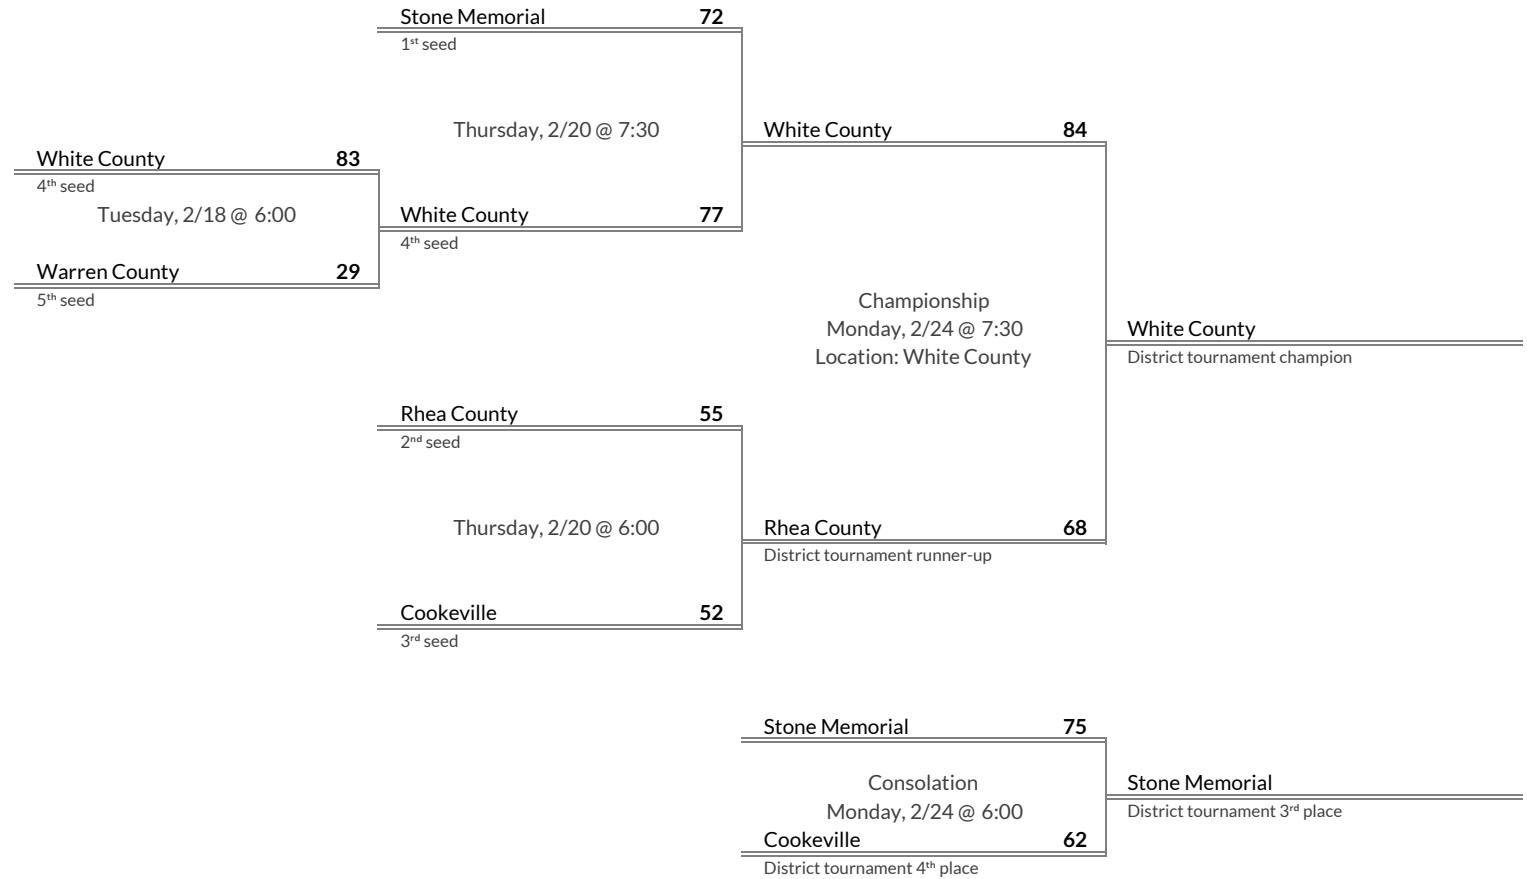 Stone Memorial 72
1st seed
Thursday, 2/20 @ 7:30
White County 84
White County 83
4th seed
Tuesday, 2/18 @ 6:00
White County 77
4th seed
Warren County 29
5th seed
Championship
Monday, 2/24 @ 7:30
Location: White County
White County
District tournament champion
Rhea County 55
2nd seed
Thursday, 2/20 @ 6:00
Rhea County 68
District tournament runner-up
Cookeville 52
3rd seed
Stone Memorial 75
Consolation
Monday, 2/24 @ 6:00
Stone Memorial
District tournament 3rd place
Cookeville 62
District tournament 4th place